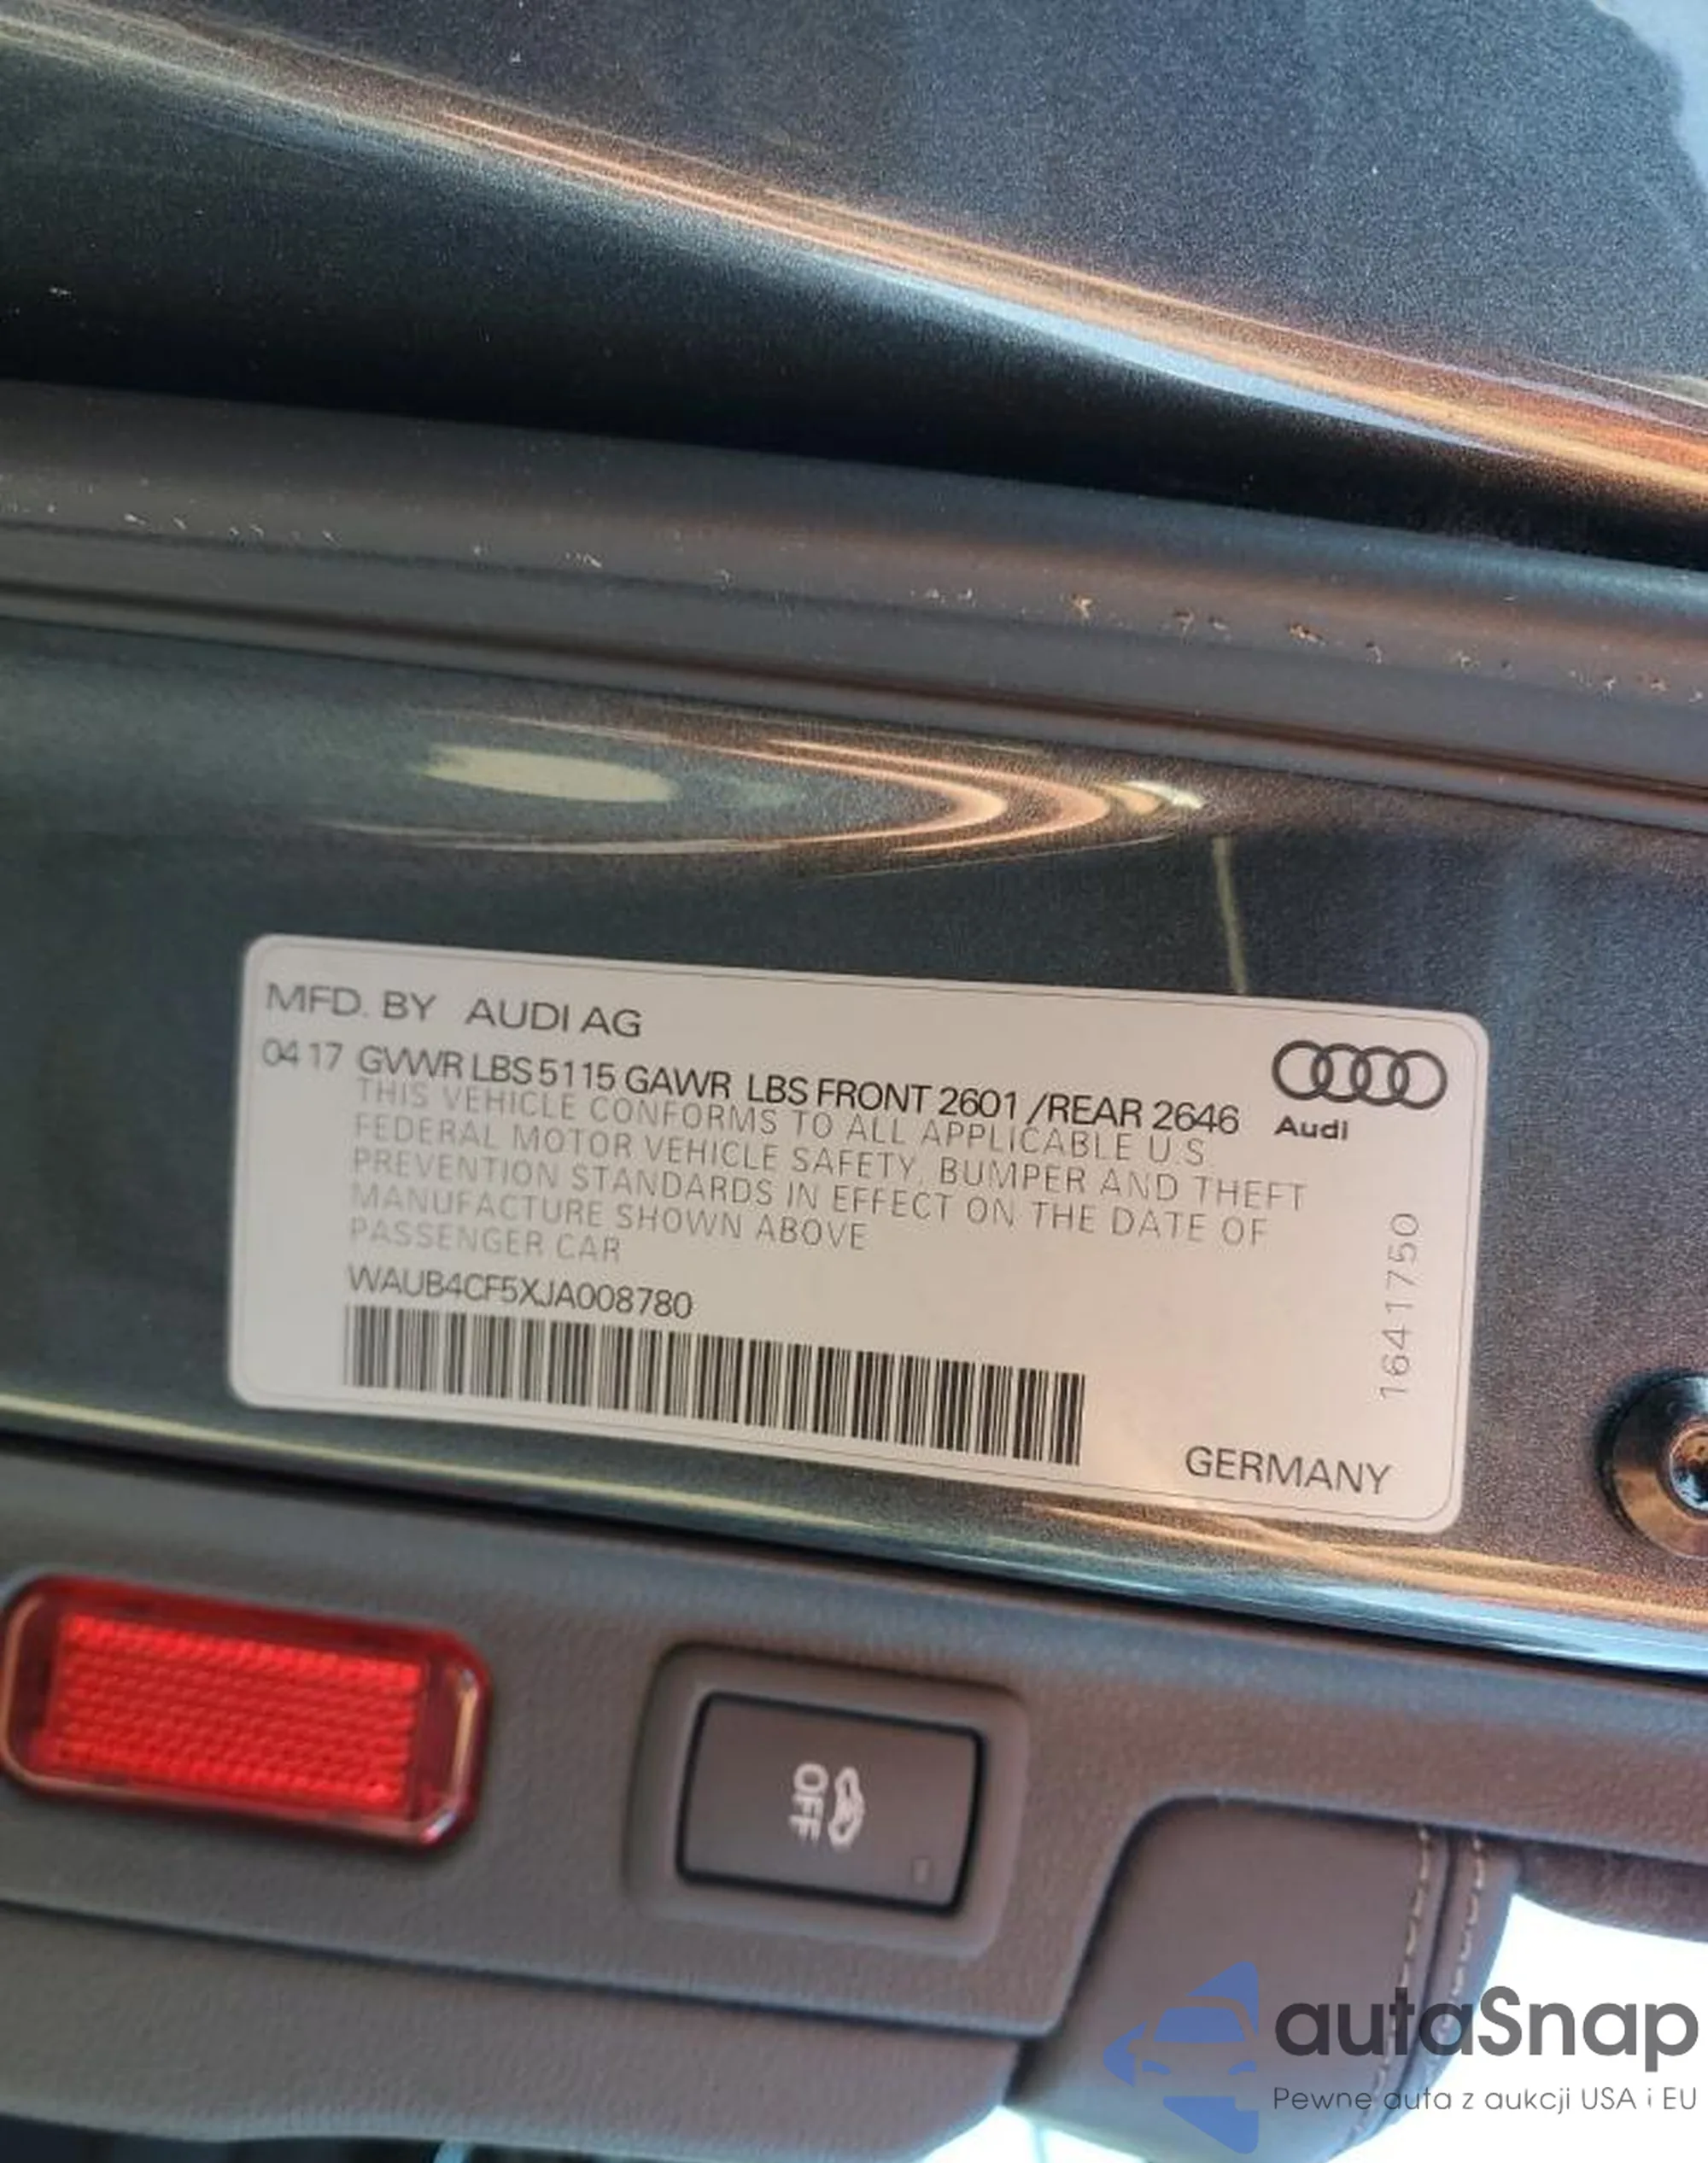 MFD. BY AUDI AG
04 17 GVWR LBS 5115 GAWR LBS FRONT 2601 /REAR 2646
THIS VEHICLE CONFORMS TO ALL APPLICABLE U.S
FEDERAL MOTOR VEHICLE SAFETY, BUMPER AND THEFT
PREVENTION STANDARDS IN EFFECT ON THE DATE OF
MANUFACTURE SHOWN ABOVE
PASSENGER CAR
WAUB4CF5XJA008780
Audi
1641750
GERMANY
OFF
autaSnap
Pewne auta z aukcji USA i EU